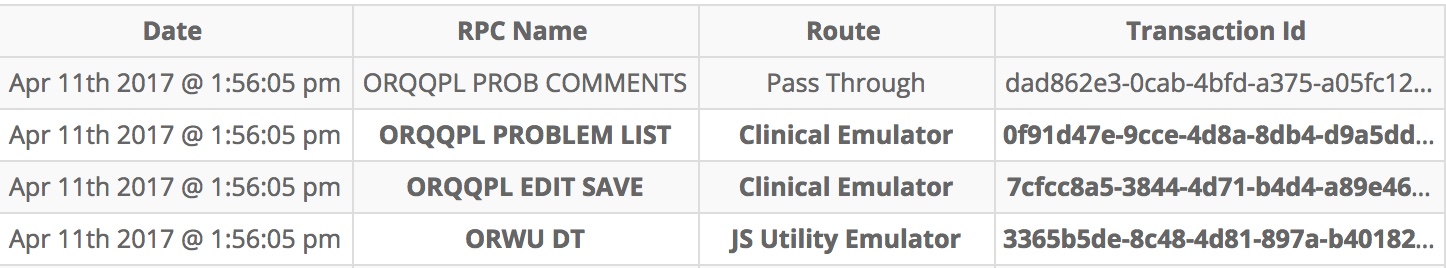 Date RPC Name Route Transaction Id
Apr 11th 2017 @ 1:56:05 pm ORQQPL PROB COMMENTS Pass Through dad862e3-0cab-4bfd-a375-a05fc12...
Apr 11th 2017 @ 1:56:05 pm ORQQPL PROBLEM LIST Clinical Emulator 0f91d47e-9cce-4d8a-8db4-d9a5dd...
Apr 11th 2017 @ 1:56:05 pm ORQQPL EDIT SAVE Clinical Emulator 7cfcc8a5-3844-4d71-b4d4-a89e46...
Apr 11th 2017 @ 1:56:05 pm ORWU DT JS Utility Emulator 3365b5de-8c48-4d81-897a-b40182...